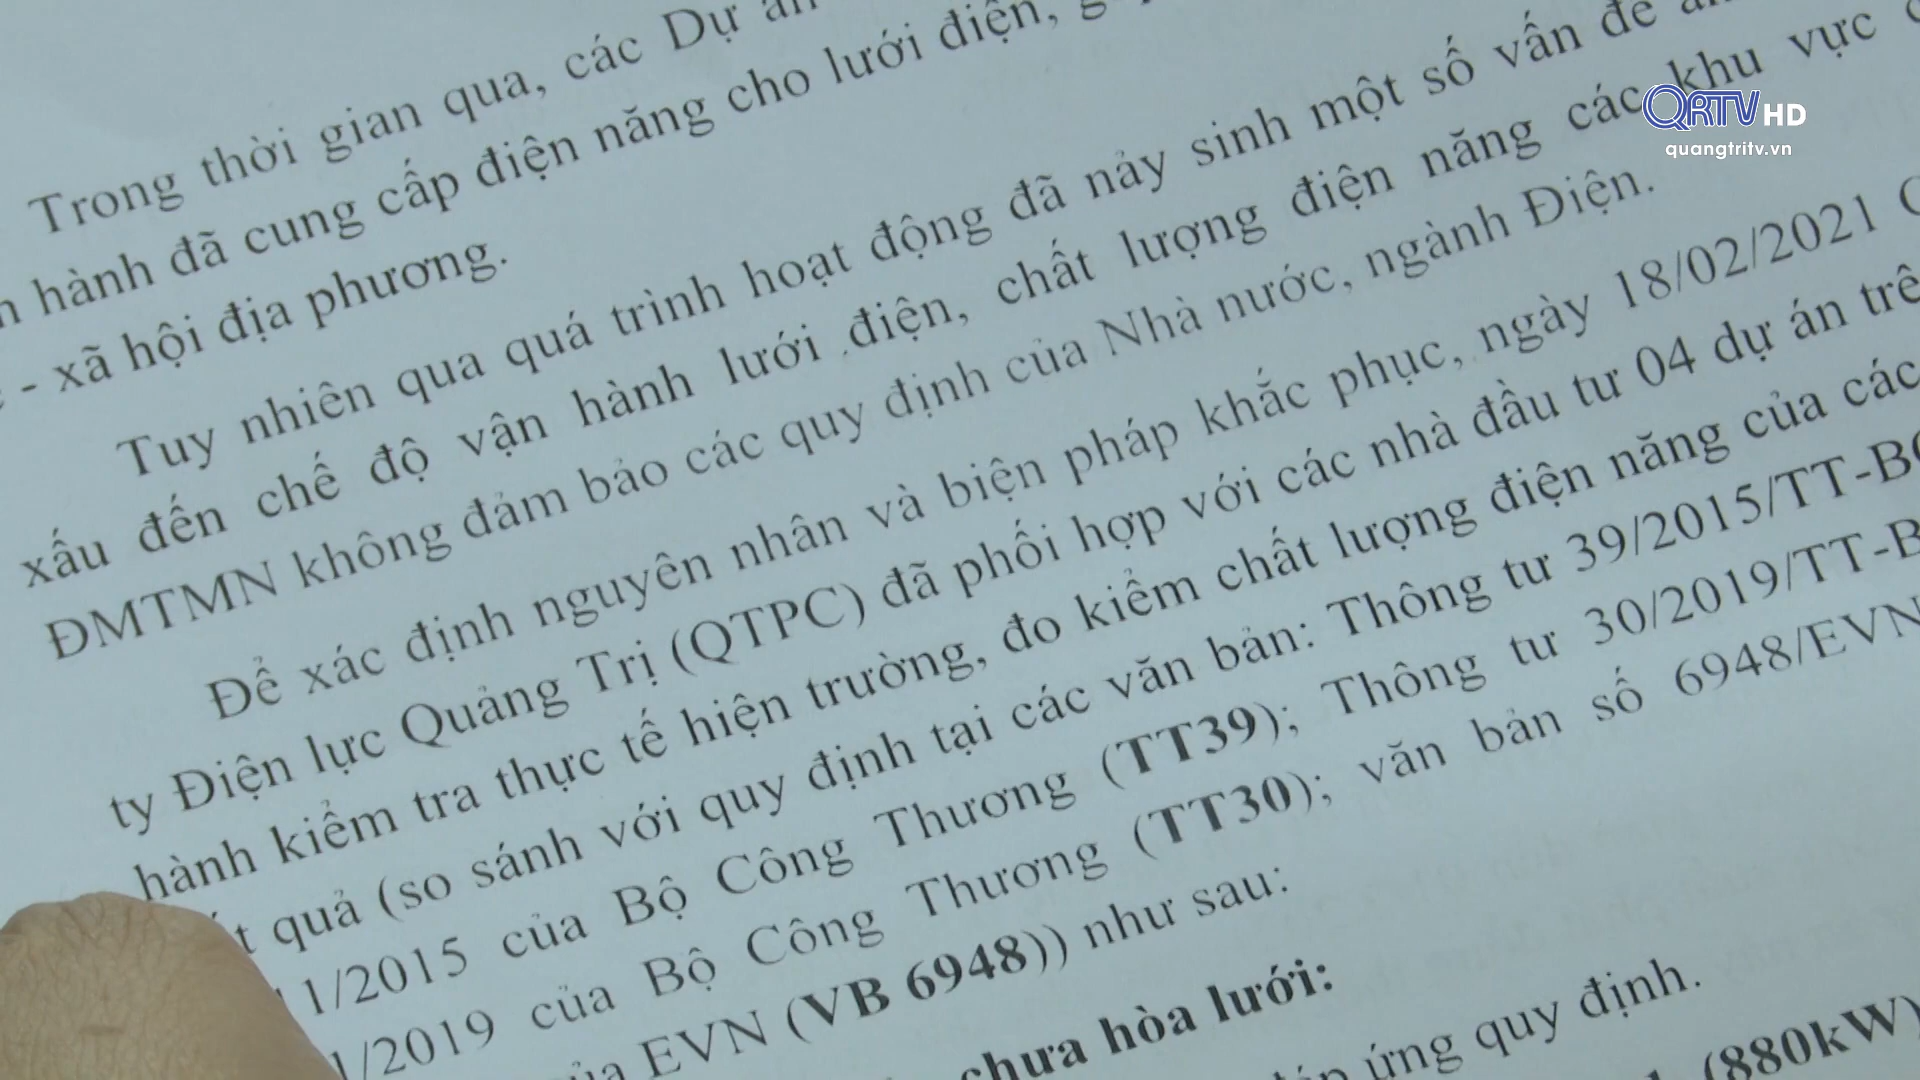 Trong thời gian qua, các Dự án
hành đã cung cấp điện năng cho lưới điện,
- xã hội địa phương.
Tuy nhiên qua quá trình hoạt động đã nảy sinh một số vấn đề
xấu đến chế độ vận hành lưới điện, chất lượng điện năng các khu vực
ĐMTMN không đảm bảo các quy định của Nhà nước, ngành Điện.
Để xác định nguyên nhân và biện pháp khắc phục, ngày 18/02/2021
ty Điện lực Quảng Trị (QTPC) đã phối hợp với các nhà đầu tư 04 dự án
hành kiểm tra thực tế hiện trường, đo kiểm chất lượng điện năng của các
quả (so sánh với quy định tại các văn bản: Thông tư 39/2015/TT-B
1/2015 của Bộ Công Thương (TT39); Thông tư 30/2019/TT-B
1/2019 của Bộ Công Thương (TT30); văn bản số 6948/EVN
của EVN (VB 6948)) như sau:
chưa hòa lưới:
ứng quy định.
(880kW)
QRTV HD
quangtritv.vn